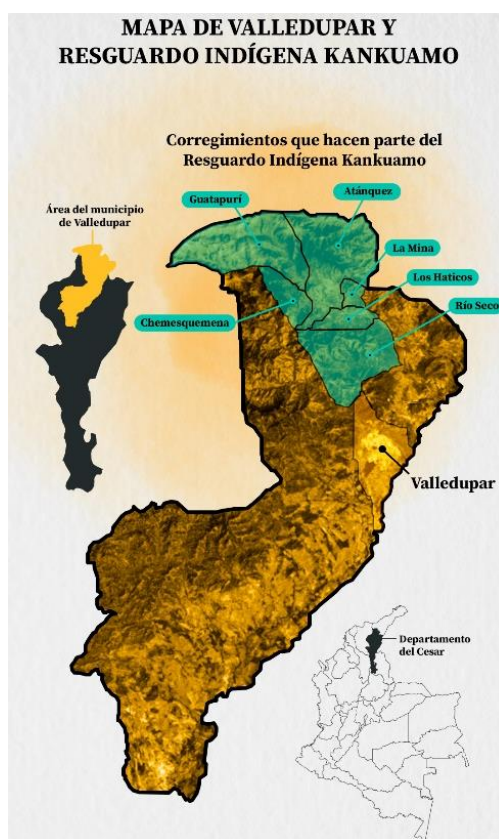 MAPA DE VALLEDUPAR Y
RESGUARDO INDÍGENA KANKUAMO
Corregimientos que hacen parte del
Resguardo Indígena Kankuamo
Guatapurí
Atánquez
Área del municipio
de Valledupar
La Mina
Los Haticos
Río Seco
Chemesquemena
Valledupar
Departamento
del Cesar